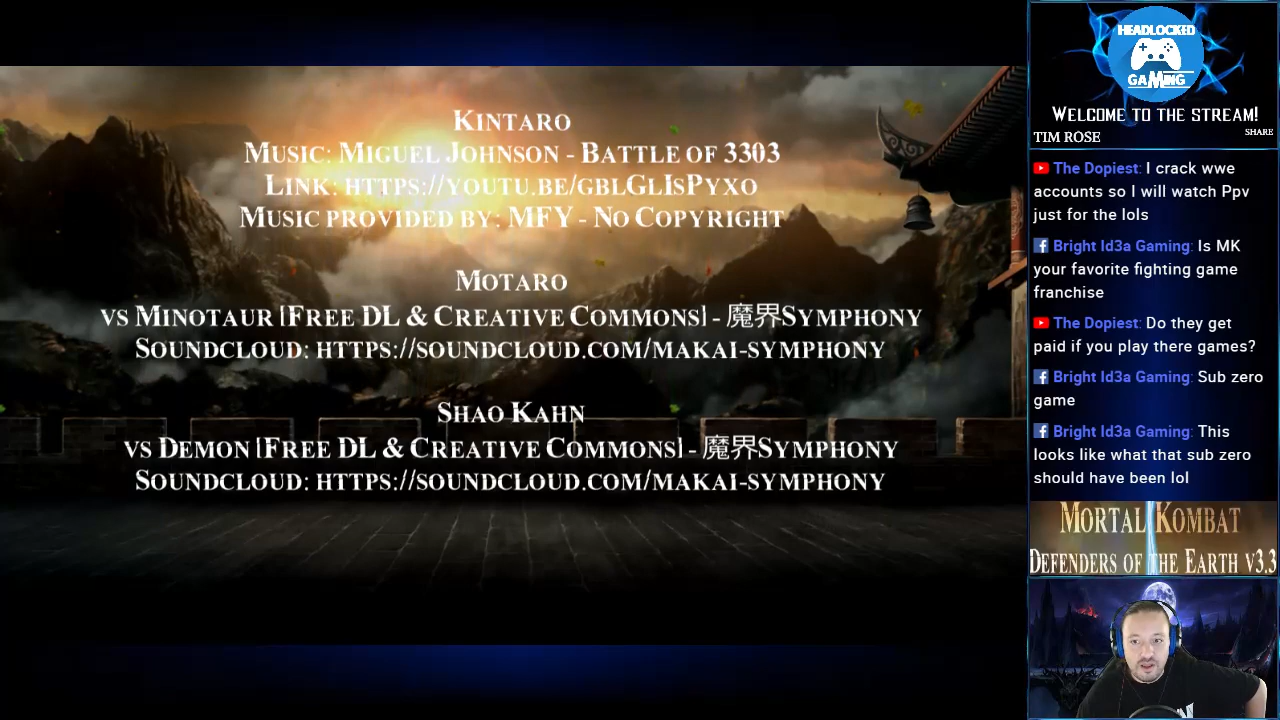 Kintaro
Music: Miguel Johnson - Battle of 3303
Link: https://youtu.be/gblGlIsPyxo
Music provided by: MFY - No Copyright
Motaro
vs Minotaur [Free DL & Creative Commons] - 魔界Symphony
Soundcloud: https://soundcloud.com/makai-symphony
Shao Kahn
vs Demon [Free DL & Creative Commons] - 魔界Symphony
Soundcloud: https://soundcloud.com/makai-symphony
HEADLOCKED
GAMING
Welcome to the stream!
TIM ROSE
SHARE
The Dopiest: I crack wwe
accounts so I will watch Ppv
just for the lols
Bright Id3a Gaming: Is MK
your favorite fighting game
franchise
The Dopiest: Do they get
paid if you play there games?
Bright Id3a Gaming: Sub zero
game
Bright Id3a Gaming: This
looks like what that sub zero
should have been lol
Mortal Kombat
Defenders of the Earth v3.3